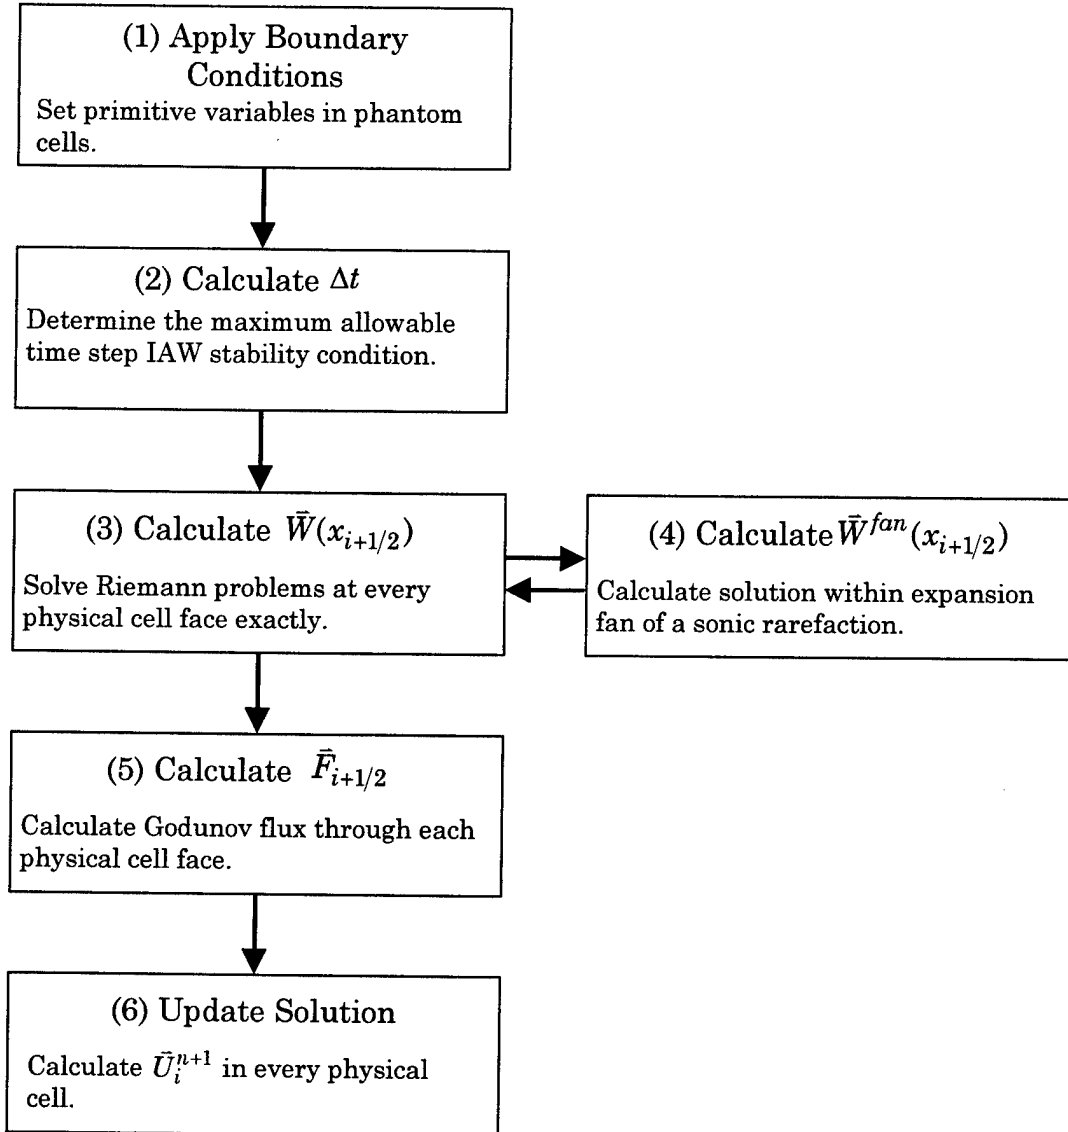 (1) Apply Boundary
Conditions
Set primitive variables in phantom
cells.
(2) Calculate Δt
Determine the maximum allowable
time step IAW stability condition.
(3) Calculate W̄(x_{i+1/2})
Solve Riemann problems at every
physical cell face exactly.
(4) Calculate W̄^{fan}(x_{i+1/2})
Calculate solution within expansion
fan of a sonic rarefaction.
(5) Calculate F̄_{i+1/2}
Calculate Godunov flux through each
physical cell face.
(6) Update Solution
Calculate Ū_i^{n+1} in every physical
cell.